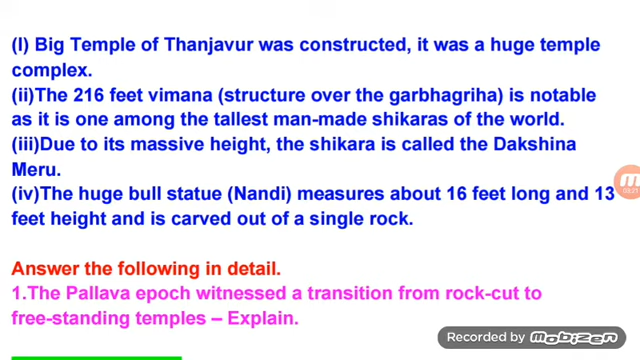 (I) Big Temple of Thanjavur was constructed, it was a huge temple
complex.
(ii)The 216 feet vimana (structure over the garbhagriha) is notable
as it is one among the tallest man-made shikaras of the world.
(iii)Due to its massive height, the shikara is called the Dakshina
Meru.
(iv)The huge bull statue (Nandi) measures about 16 feet long and 13
feet height and is carved out of a single rock.
Answer the following in detail.
1.The Pallava epoch witnessed a transition from rock-cut to
free-standing temples – Explain.
Recorded by mobizen